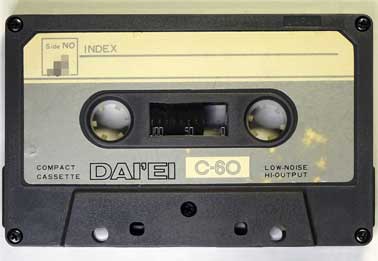 Side NO
INDEX
100 50 0
COMPACT
CASSETTE
DAI'EI
C-60
LOW-NOISE
HI-OUTPUT